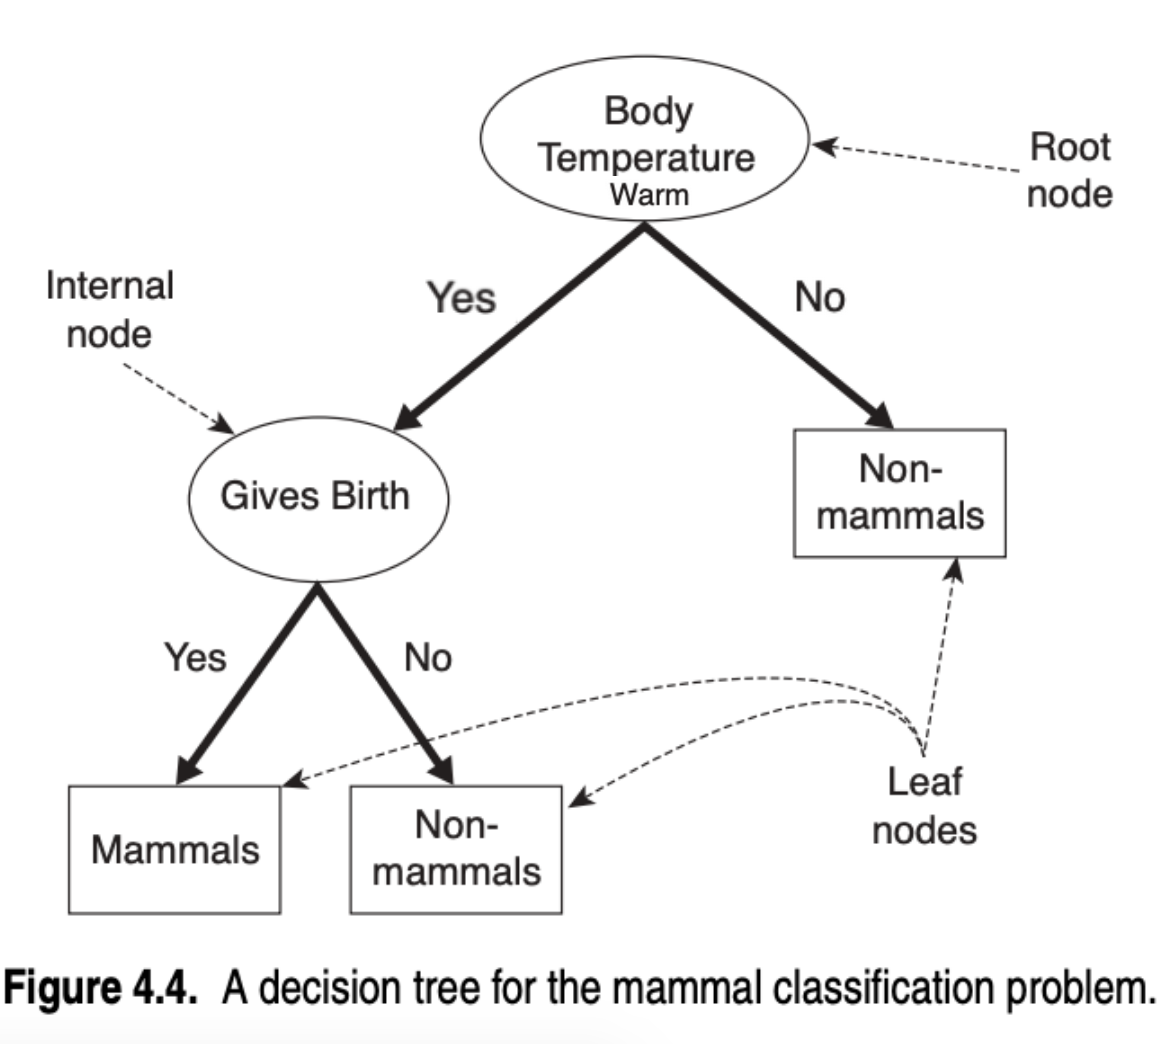 Body
Temperature
Warm
Root
node
Internal
node
Yes
No
Gives Birth
Non-
mammals
Yes
No
Leaf
nodes
Mammals
Non-
mammals
Figure 4.4. A decision tree for the mammal classification problem.